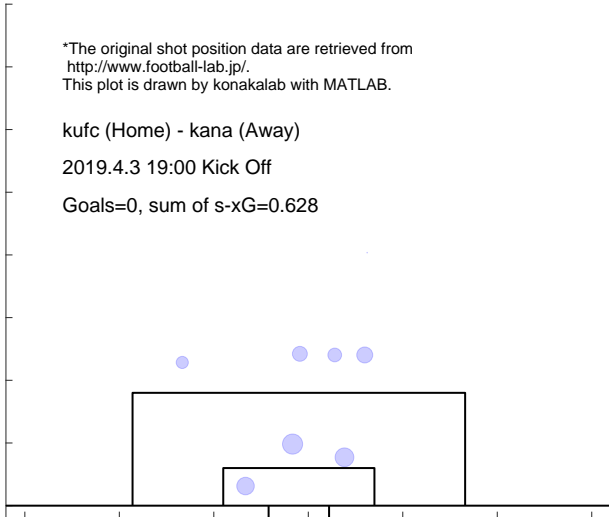 *The original shot position data are retrieved from
http://www.football-lab.jp/.
This plot is drawn by konakalab with MATLAB.
kufc (Home) - kana (Away)
2019.4.3 19:00 Kick Off
Goals=0, sum of s-xG=0.628